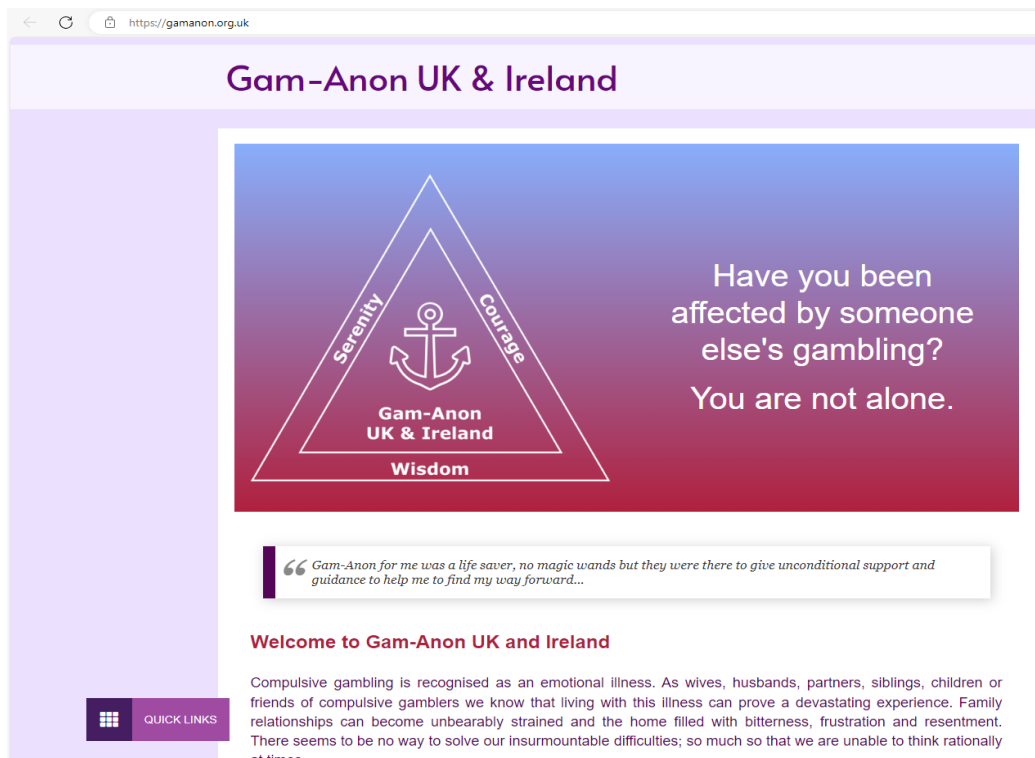 https://gamanon.org.uk
Gam-Anon UK & Ireland
Serenity
Courage
Gam-Anon
UK & Ireland
Wisdom
Have you been
affected by someone
else's gambling?
You are not alone.
“ Gam-Anon for me was a life saver, no magic wands but they were there to give unconditional support and
guidance to help me to find my way forward...
Welcome to Gam-Anon UK and Ireland
Compulsive gambling is recognised as an emotional illness. As wives, husbands, partners, siblings, children or
friends of compulsive gamblers we know that living with this illness can prove a devastating experience. Family
relationships can become unbearably strained and the home filled with bitterness, frustration and resentment.
There seems to be no way to solve our insurmountable difficulties; so much so that we are unable to think rationally
at times
QUICK LINKS